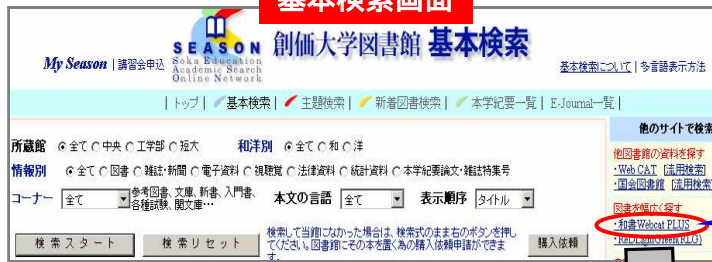 基本検索画面
SEASON
Soka Education
Academic Search
Online Network
創価大学図書館 基本検索
My Season | 講習会申込
基本検索について | 多言語表示方法
| トップ | 基本検索 | 主題検索 | 新着図書検索 | 本学紀要一覧 | E-Journal一覧 |
他のサイトで検索
所蔵館 全て 中央 工学部 短大 和洋別 全て 和 洋
他図書館の資料を探す
情報別 全て 図書 雑誌・新聞 電子資料 視聴覚 法律資料 統計資料 本学紀要論文・雑誌特集号
・Web CAT [流用検索]
・国会図書館 [流用検索]
コーナー 全て 参考図書、文庫、新書、入門書、各種試験、閲文庫… 本文の言語 全て 表示順序 タイトル
図書を幅広く探す
・和書Webcat PLUS
・RedLightGreen(RLG)
検索スタート 検索リセット
検索して当館になかった場合は、検索式のまま右のボタンを押し
てください。図書館にその本を置く為の購入依頼申請ができま
す。
購入依頼